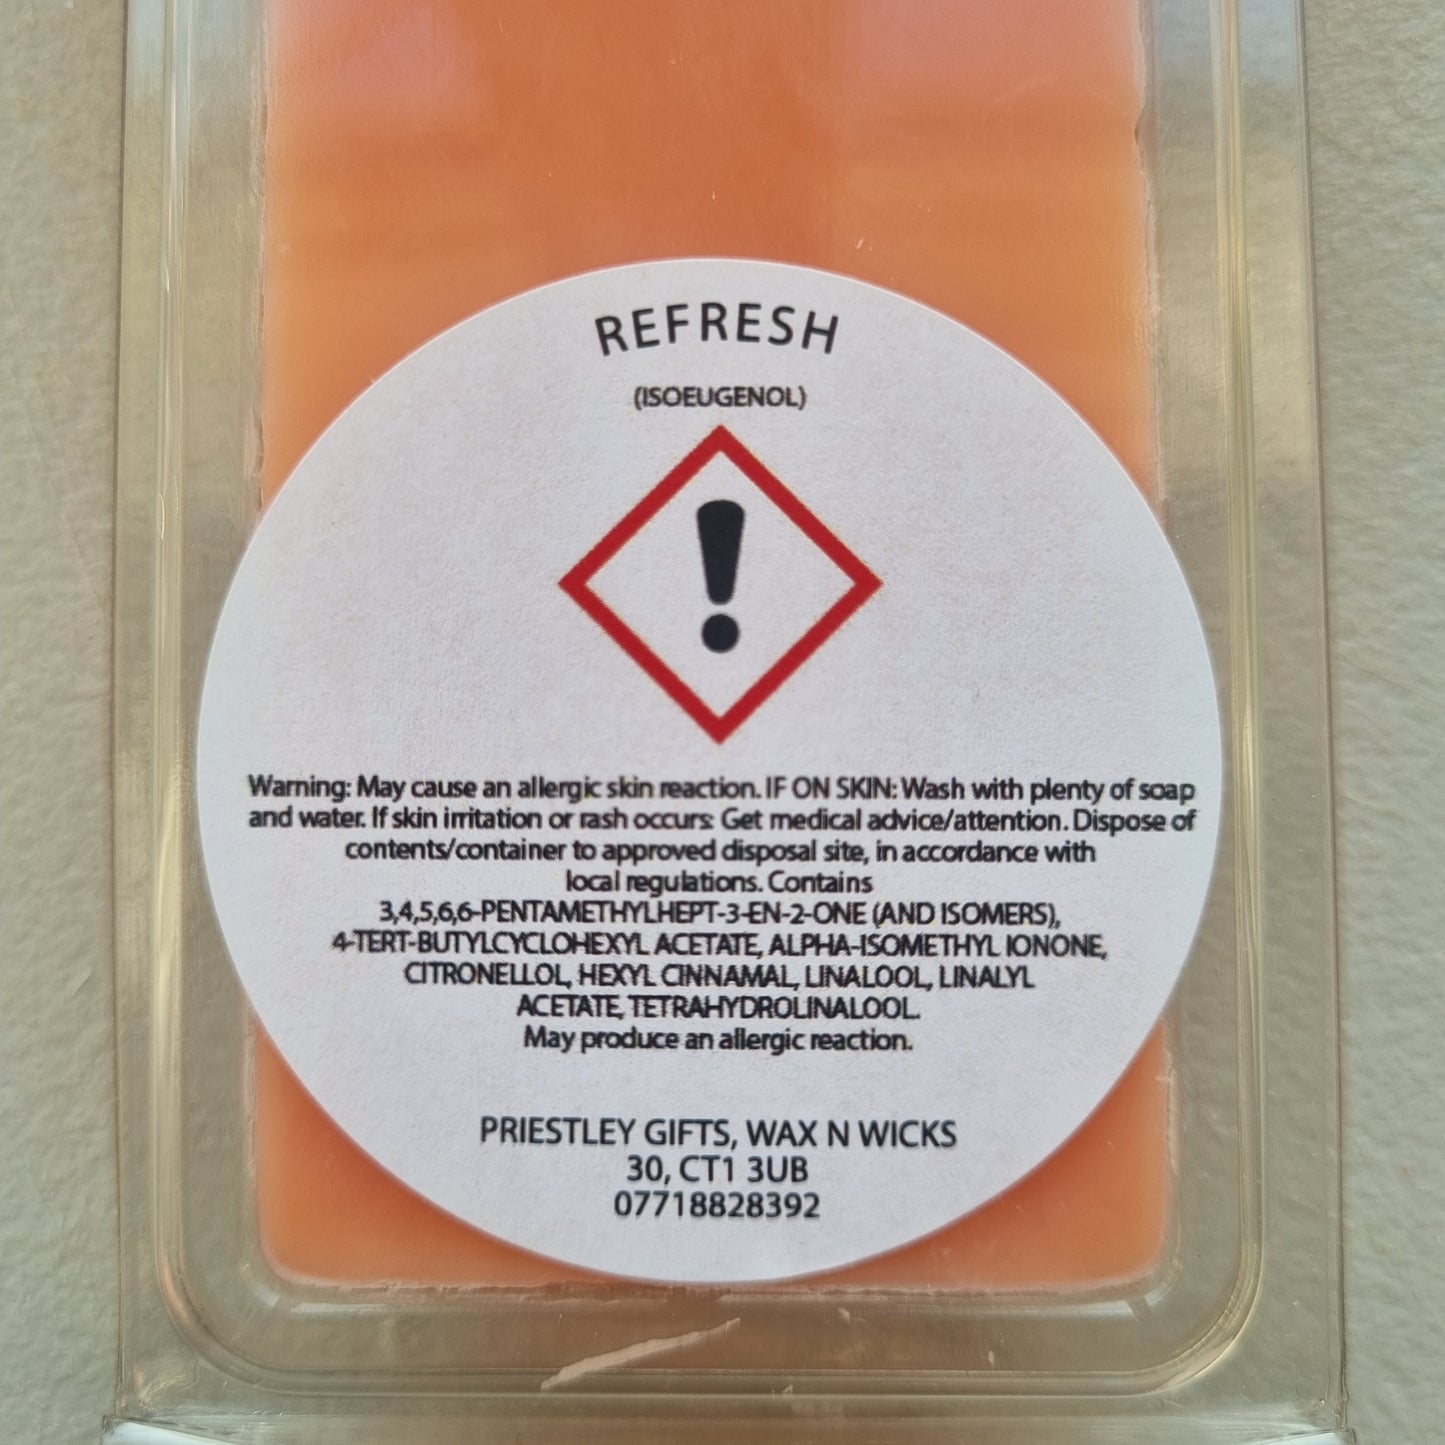 REFRESH
(ISOEUGENOL)
Warning: May cause an allergic skin reaction. IF ON SKIN: Wash with plenty of soap
and water. If skin irritation or rash occurs: Get medical advice/attention. Dispose of
contents/container to approved disposal site, in accordance with
local regulations. Contains
3,4,5,6,6-PENTAMETHYLHEPT-3-EN-2-ONE (AND ISOMERS),
4-TERT-BUTYLCYCLOHEXYL ACETATE, ALPHA-ISOMETHYL IONONE,
CITRONELLOL, HEXYL CINNAMAL, LINALOOL, LINALYL
ACETATE, TETRAHYDROLINALOOL.
May produce an allergic reaction.
PRIESTLEY GIFTS, WAX N WICKS
30, CT1 3UB
07718828392